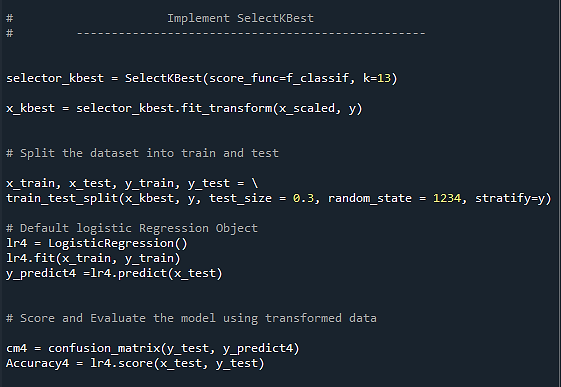 #                     Implement SelectKBest
#         --------------------------------------------------
selector_kbest = SelectKBest(score_func=f_classif, k=13)
x_kbest = selector_kbest.fit_transform(x_scaled, y)
# Split the dataset into train and test
x_train, x_test, y_train, y_test = \
train_test_split(x_kbest, y, test_size = 0.3, random_state = 1234, stratify=y)
# Default logistic Regression Object
lr4 = LogisticRegression()
lr4.fit(x_train, y_train)
y_predict4 =lr4.predict(x_test)
# Score and Evaluate the model using transformed data
cm4 = confusion_matrix(y_test, y_predict4)
Accuracy4 = lr4.score(x_test, y_test)